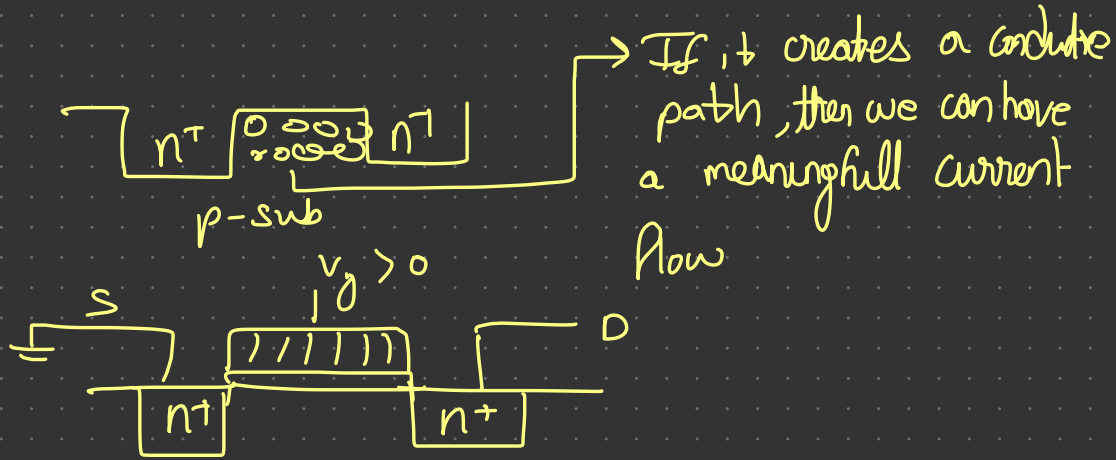 If it creates a conductive
path, then we can have
a meaningfull current
flow
n+ n+
p-sub
Vg > 0
S
D
n+ n+